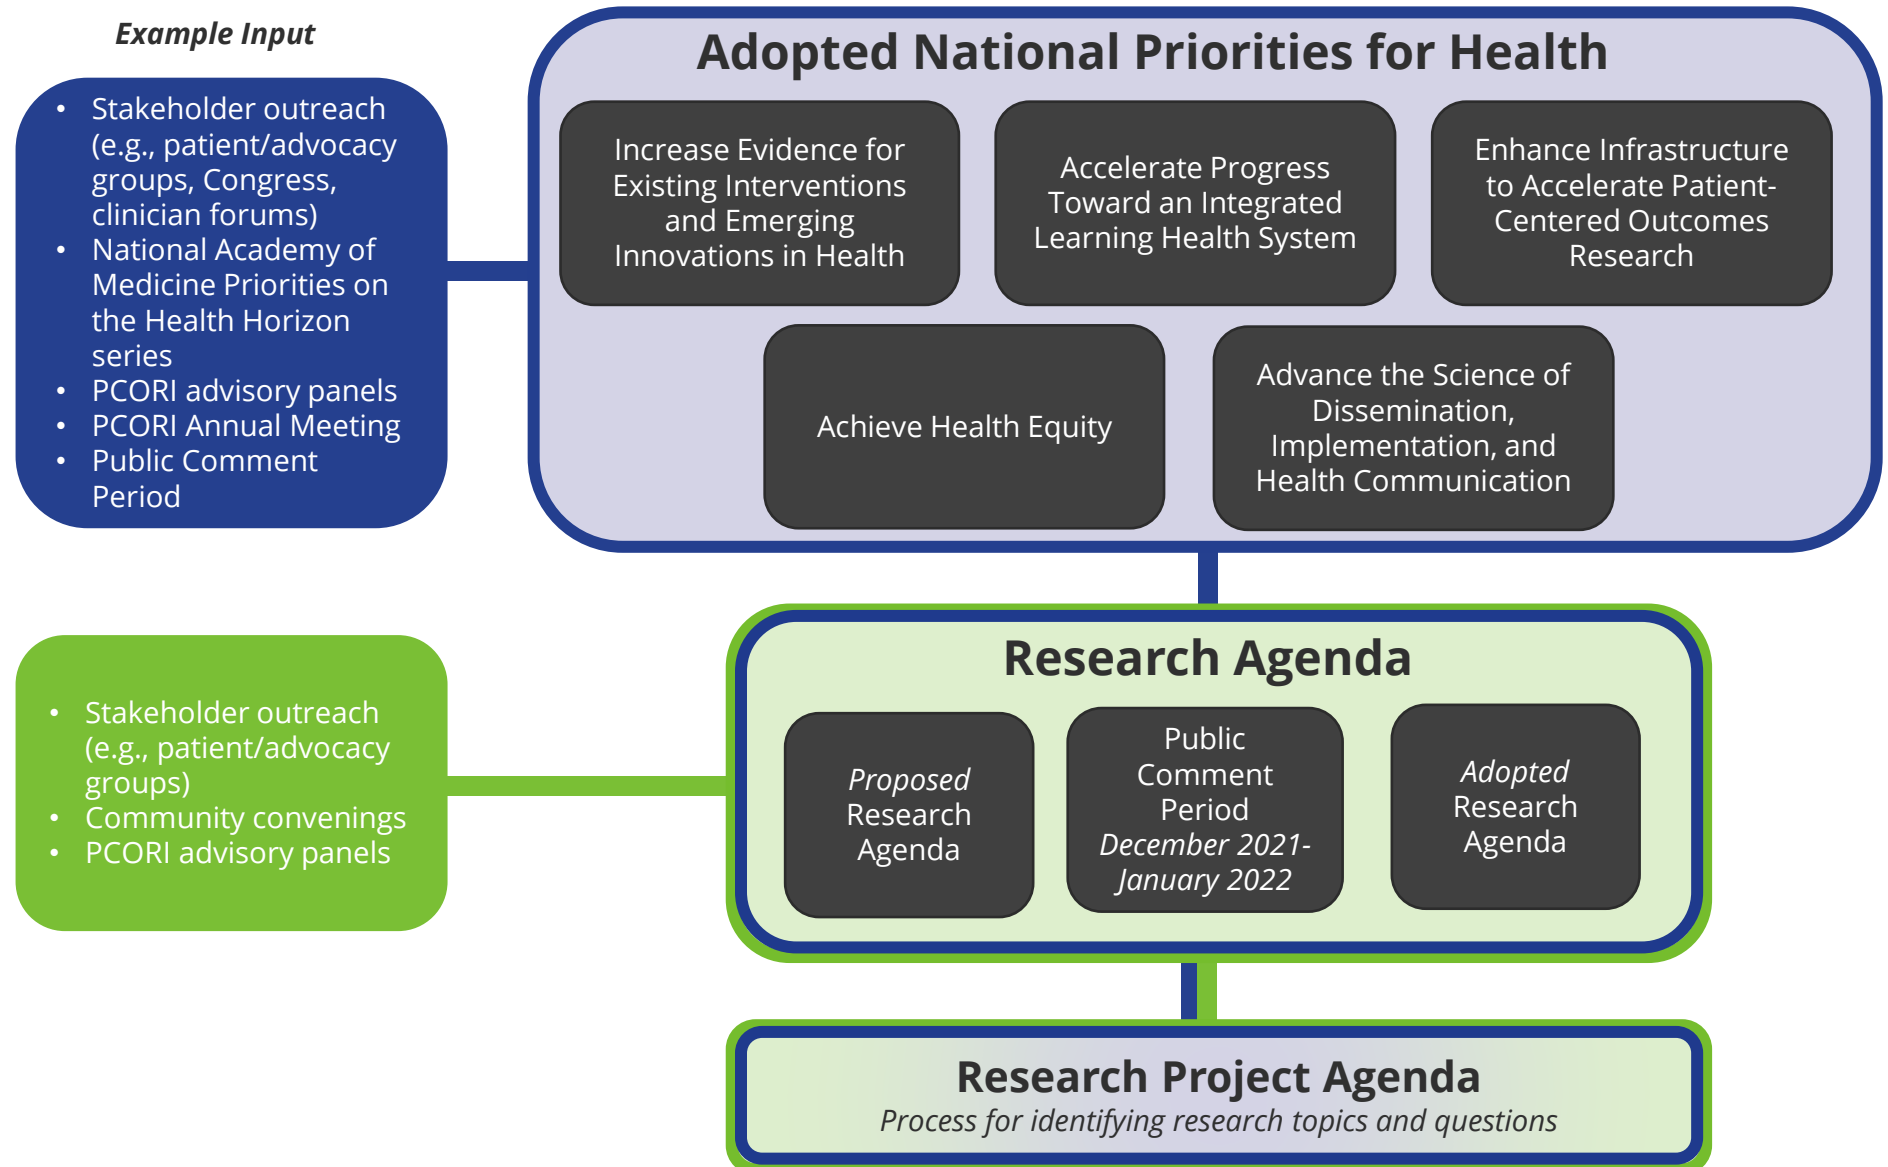 Example Input
• Stakeholder outreach
(e.g., patient/advocacy
groups, Congress,
clinician forums)
• National Academy of
Medicine Priorities on
the Health Horizon
series
• PCORI advisory panels
• PCORI Annual Meeting
• Public Comment
Period
Adopted National Priorities for Health
Increase Evidence for
Existing Interventions
and Emerging
Innovations in Health
Accelerate Progress
Toward an Integrated
Learning Health System
Enhance Infrastructure
to Accelerate Patient-
Centered Outcomes
Research
Achieve Health Equity
Advance the Science of
Dissemination,
Implementation, and
Health Communication
• Stakeholder outreach
(e.g., patient/advocacy
groups)
• Community convenings
• PCORI advisory panels
Research Agenda
Proposed
Research
Agenda
Public
Comment
Period
December 2021-
January 2022
Adopted
Research
Agenda
Research Project Agenda
Process for identifying research topics and questions